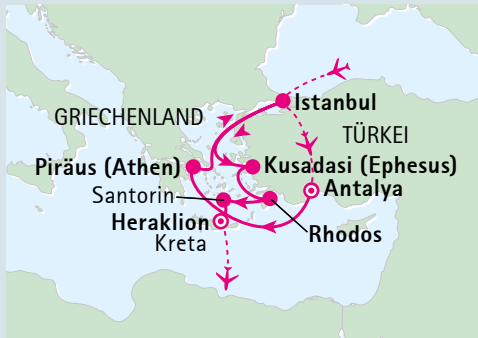 Istanbul
GRIECHENLAND
TÜRKEI
Piräus (Athen)
Kusadasi (Ephesus)
Santorin
Antalya
Heraklion
Rhodos
Kreta